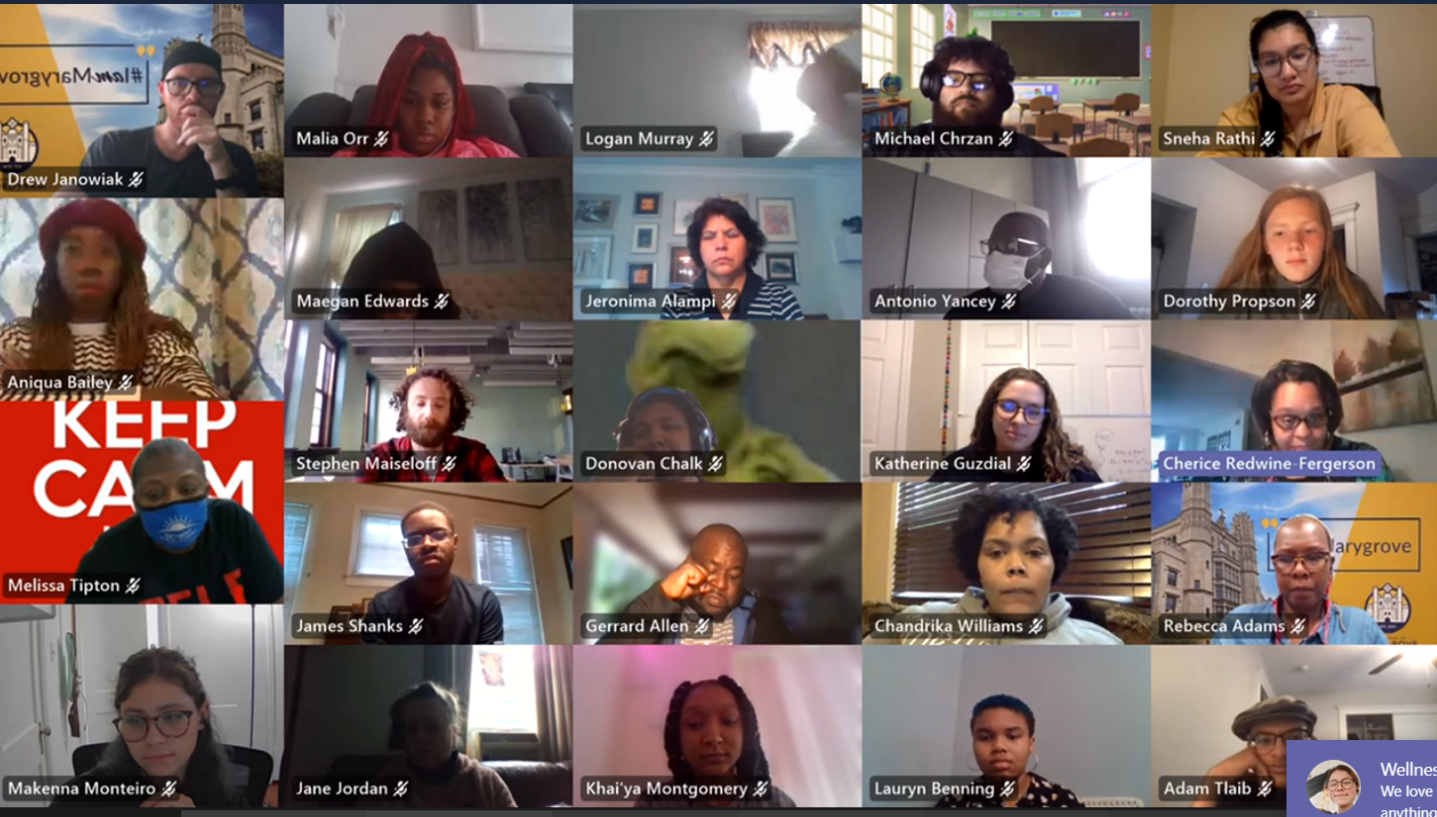 #IamMarygrove
Drew Janowiak
Malia Orr
Logan Murray
Michael Chrzan
Sneha Rathi
Aniqua Bailey
Maegan Edwards
Jeronima Alampi
Antonio Yancey
Dorothy Propson
KEEP
CALM
Melissa Tipton
Stephen Maiseloff
Donovan Chalk
Katherine Guzdial
Cherice Redwine-Fergerson
James Shanks
Gerrard Allen
Chandrika Williams
arygrove
Rebecca Adams
Makenna Monteiro
Jane Jordan
Khai'ya Montgomery
Lauryn Benning
Adam Tlaib
Wellnes
We love
anything